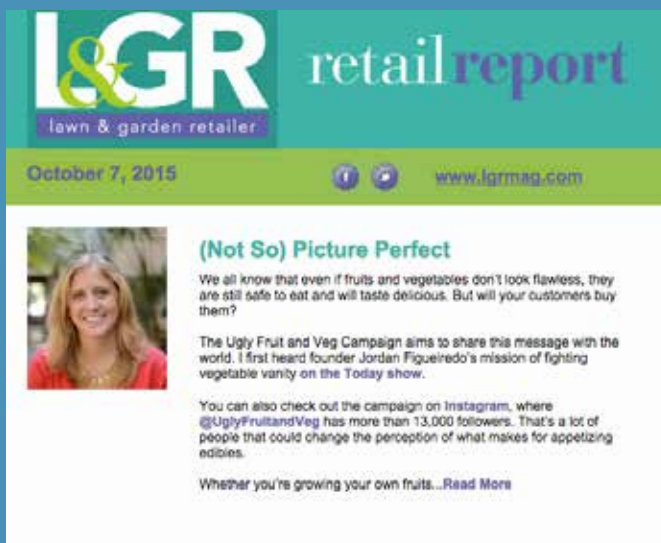 L&GR
lawn & garden retailer
retailreport
October 7, 2015
www.lgrmag.com
(Not So) Picture Perfect
We all know that even if fruits and vegetables don't look flawless, they
are still safe to eat and will taste delicious. But will your customers buy
them?
The Ugly Fruit and Veg Campaign aims to share this message with the
world. I first heard founder Jordan Figueiredo's mission of fighting
vegetable vanity on the Today show.
You can also check out the campaign on Instagram, where
@UglyFruitandVeg has more than 13,000 followers. That's a lot of
people that could change the perception of what makes for appetizing
edibles.
Whether you're growing your own fruits...Read More